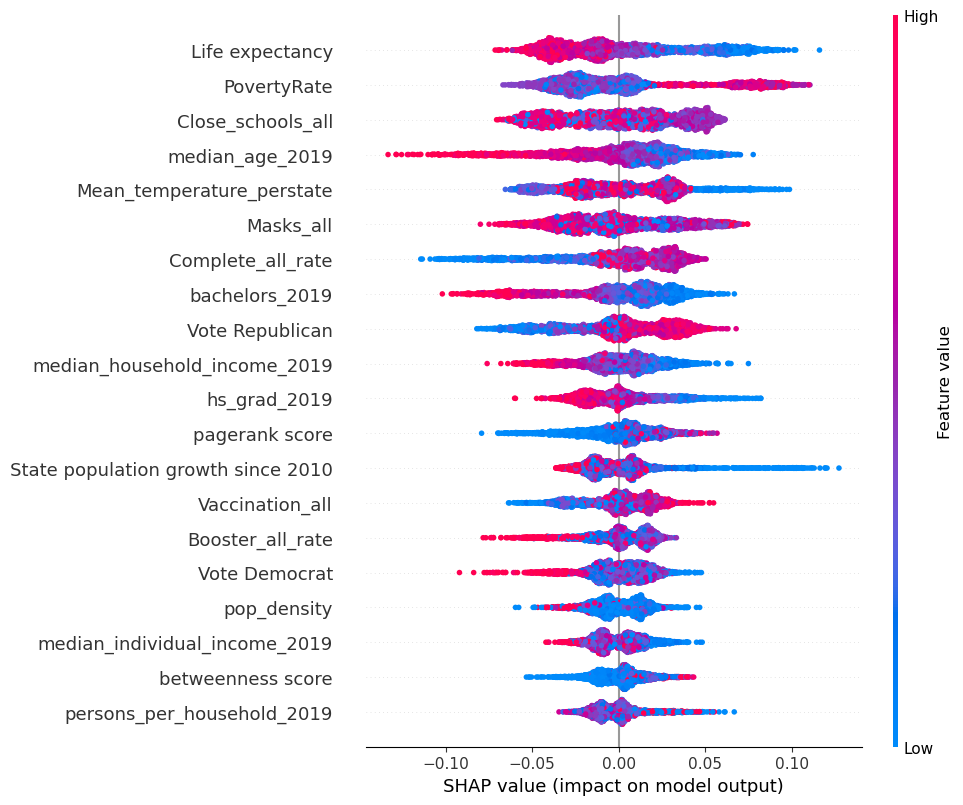 High
Life expectancy
PovertyRate
Close_schools_all
median_age_2019
Mean_temperature_perstate
Masks_all
Complete_all_rate
bachelors_2019
Vote Republican
median_household_income_2019
hs_grad_2019
pagerank score
State population growth since 2010
Vaccination_all
Booster_all_rate
Vote Democrat
pop_density
median_individual_income_2019
betweenness score
persons_per_household_2019
Feature value
Low
−0.10 −0.05 0.00 0.05 0.10
SHAP value (impact on model output)